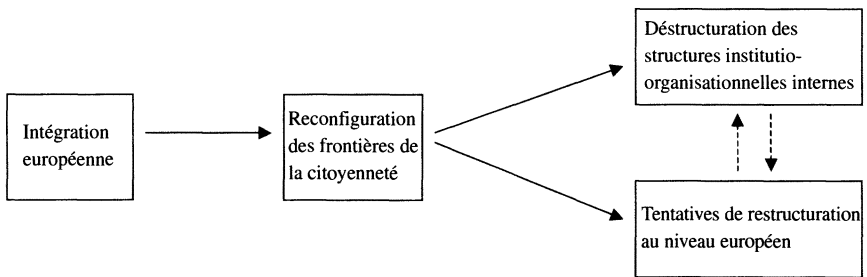 Intégration
européenne
Reconfiguration
des frontières de
la citoyenneté
Déstructuration des
structures institutio-
organisationnelles internes
Tentatives de restructuration
au niveau européen